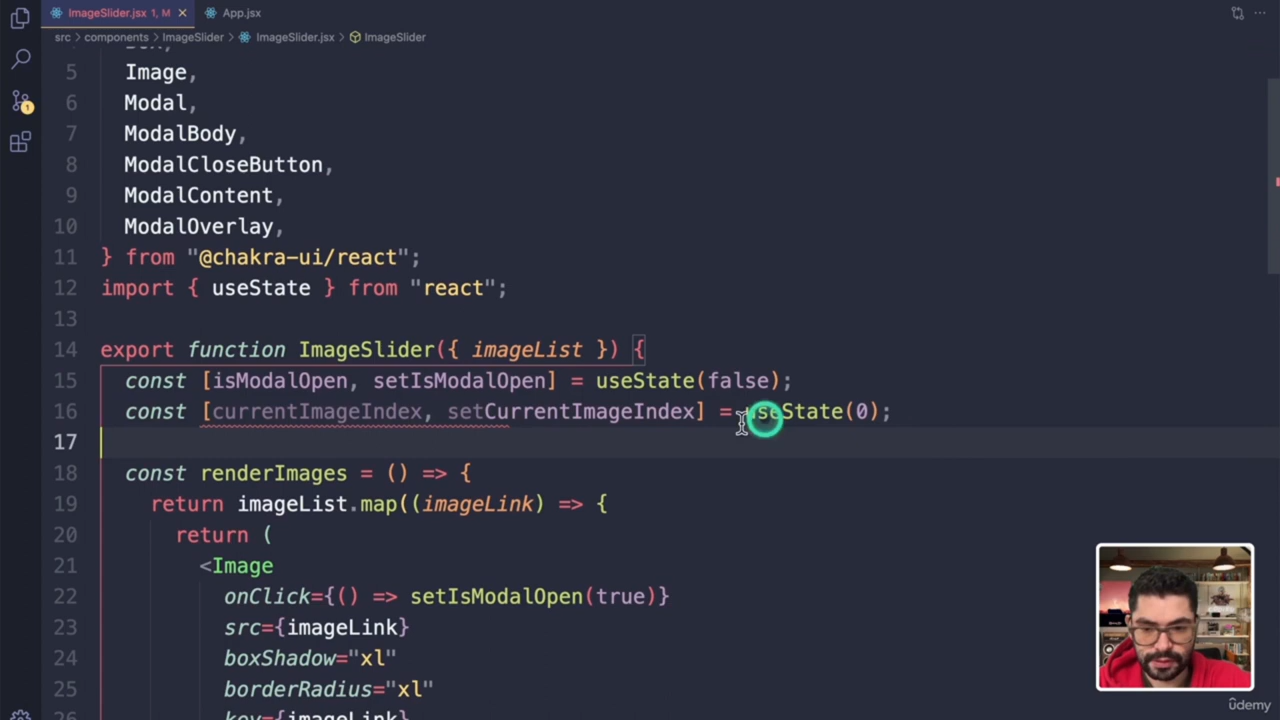 ImageSlider.jsx 1, M
App.jsx
src > components > ImageSlider > ImageSlider.jsx > ImageSlider
5 Image,
6 Modal,
7 ModalBody,
8 ModalCloseButton,
9 ModalContent,
10 ModalOverlay,
11 } from "@chakra-ui/react";
12 import { useState } from "react";
13
14 export function ImageSlider({ imageList }) {
15 const [isModalOpen, setIsModalOpen] = useState(false);
16 const [currentImageIndex, setCurrentImageIndex] = useState(0);
17
18 const renderImages = () => {
19 return imageList.map((imageLink) => {
20 return (
21 <Image
22 onClick={() => setIsModalOpen(true)}
23 src={imageLink}
24 boxShadow="xl"
25 borderRadius="xl"
26 key={imageLink}
1
udemy